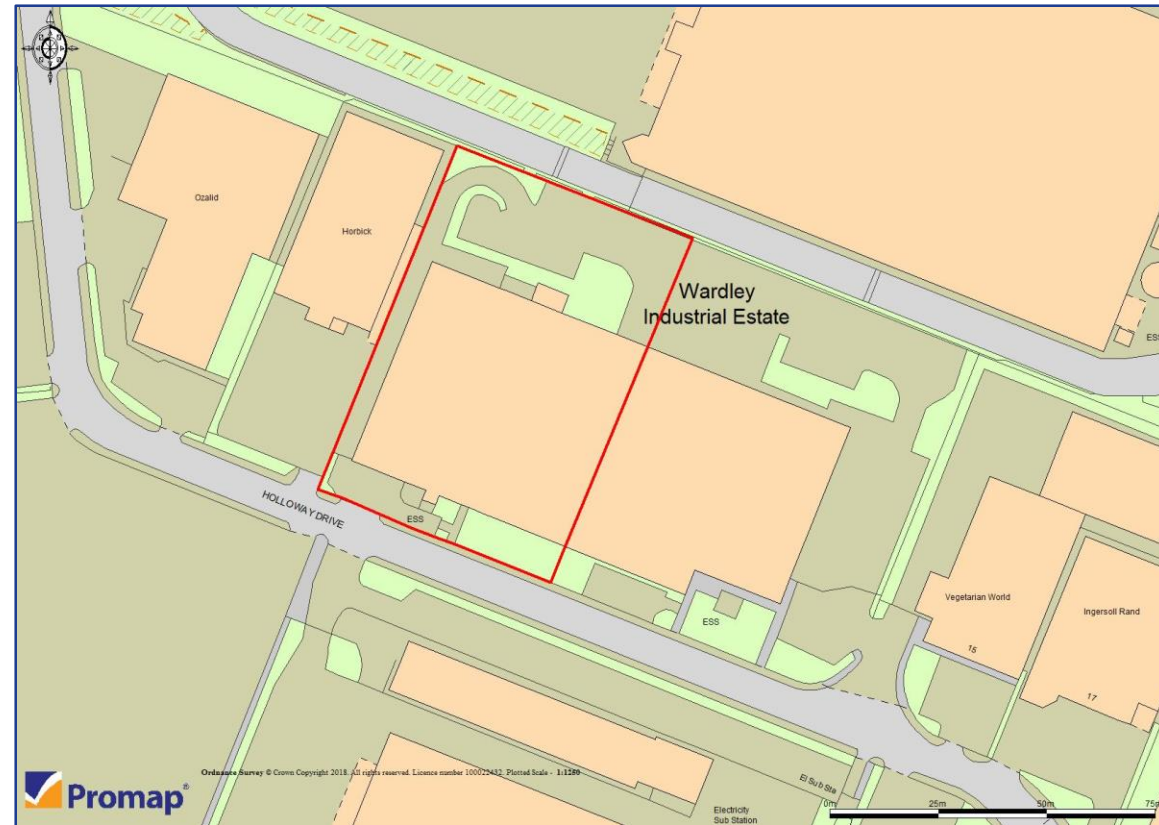 Ozalid
Horbick
Wardley
Industrial Estate
ESS
HOLLOWAY DRIVE
ESS
ESS
Vegetarian World
Ingersoll Rand
15
17
El Sub Sta
Electricity
Sub Station
Ordnance Survey © Crown Copyright 2018. All rights reserved. Licence number 100022432. Plotted Scale - 1:1250
Promap®
0m 25m 50m 75m